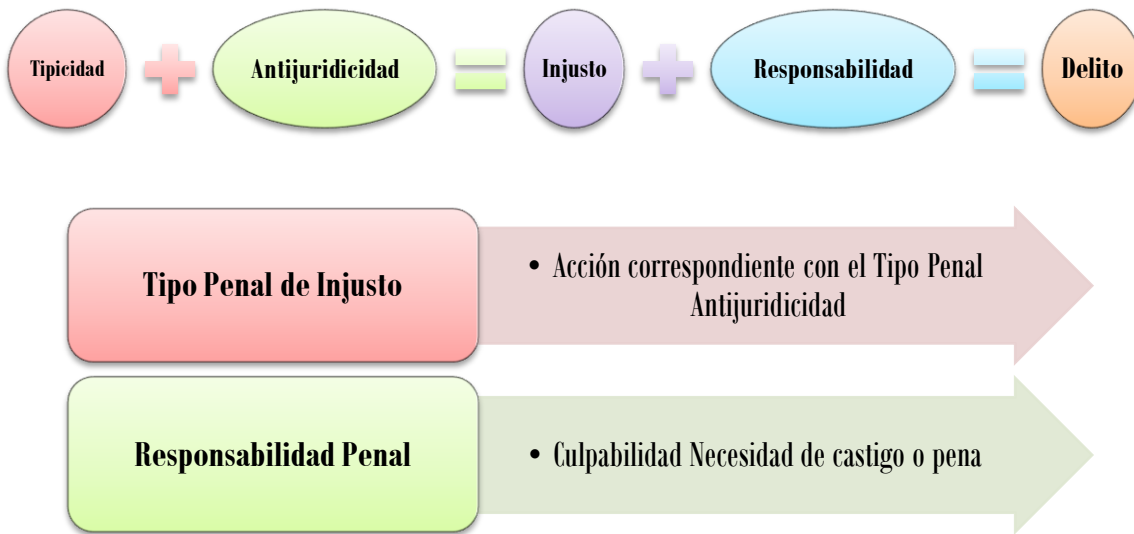 Tipicidad + Antijuridicidad = Injusto + Responsabilidad = Delito
Tipo Penal de Injusto
• Acción correspondiente con el Tipo Penal
Antijuridicidad
Responsabilidad Penal
• Culpabilidad Necesidad de castigo o pena